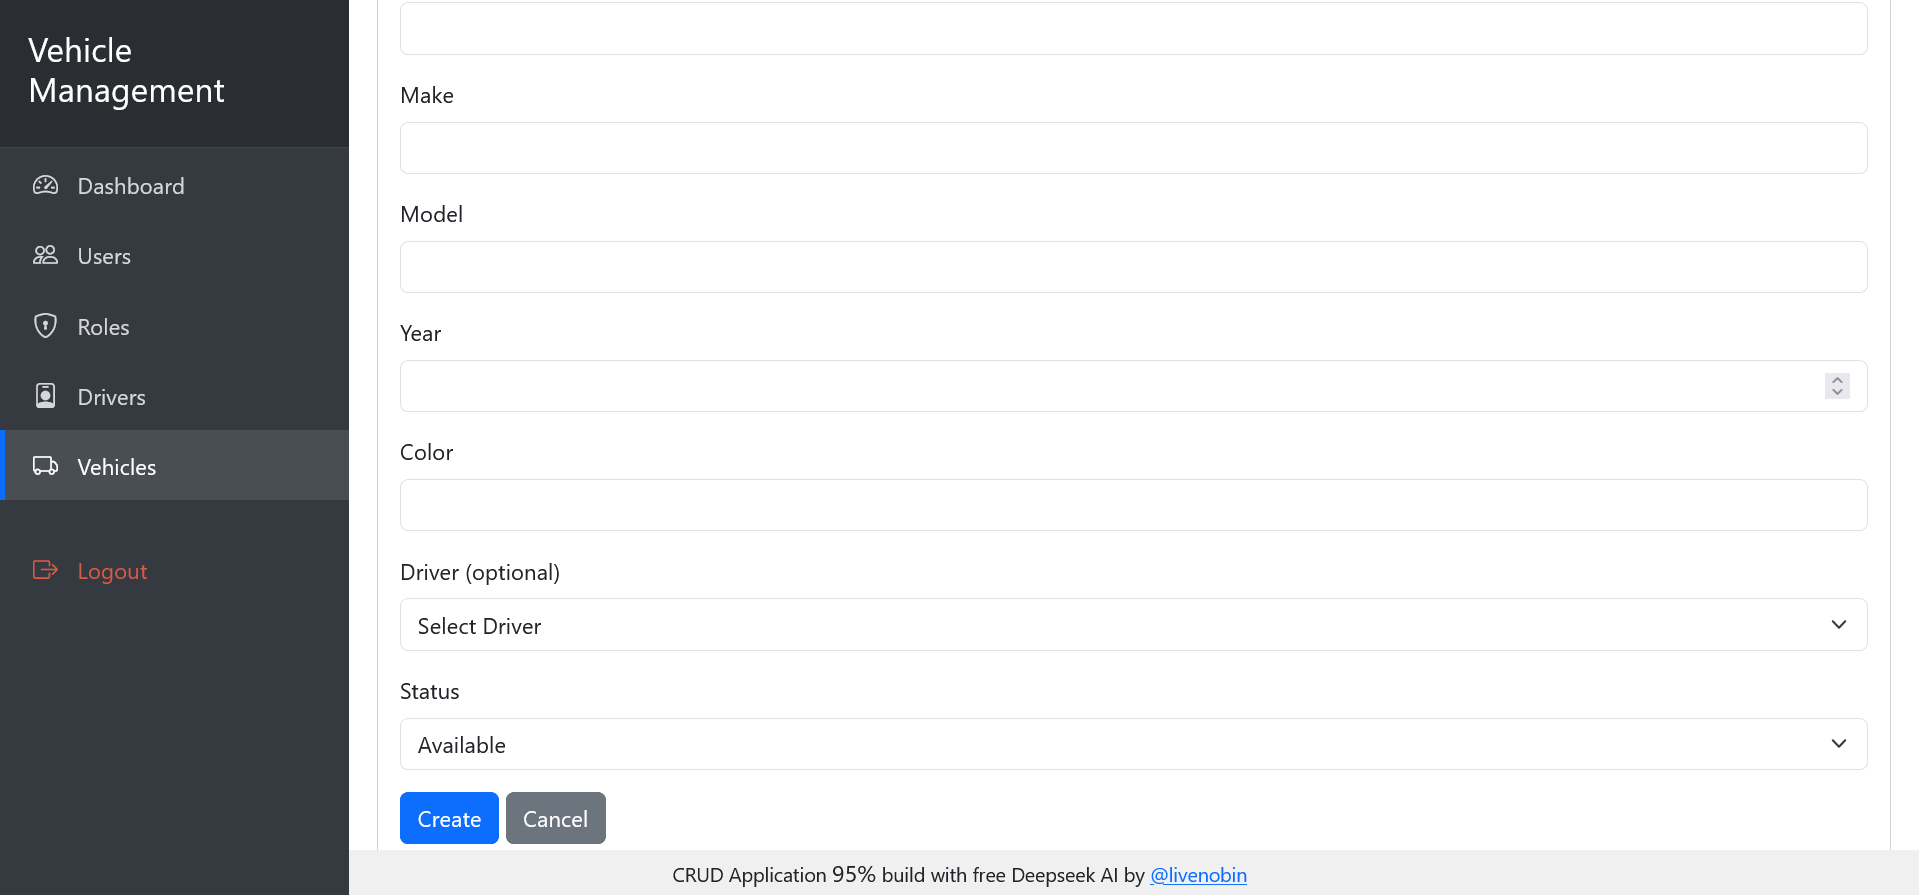 Vehicle
Management
Dashboard
Users
Roles
Drivers
Vehicles
Logout
Make
Model
Year
Color
Driver (optional)
Select Driver
Status
Available
Create Cancel
CRUD Application 95% build with free Deepseek AI by @livenobin